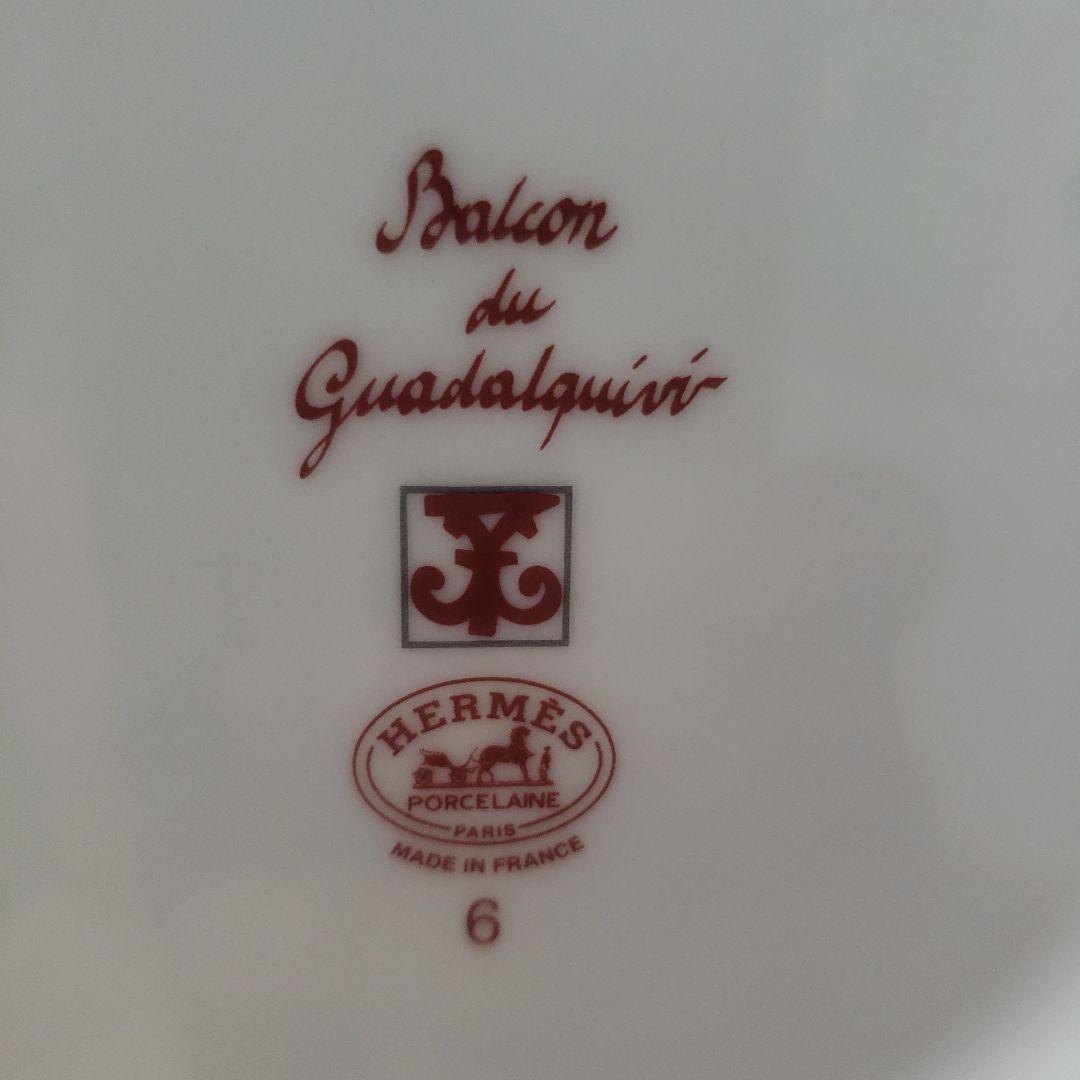 Balcon
du
Guadalquivir
HERMÈS
PORCELAINE
PARIS
MADE IN FRANCE
6